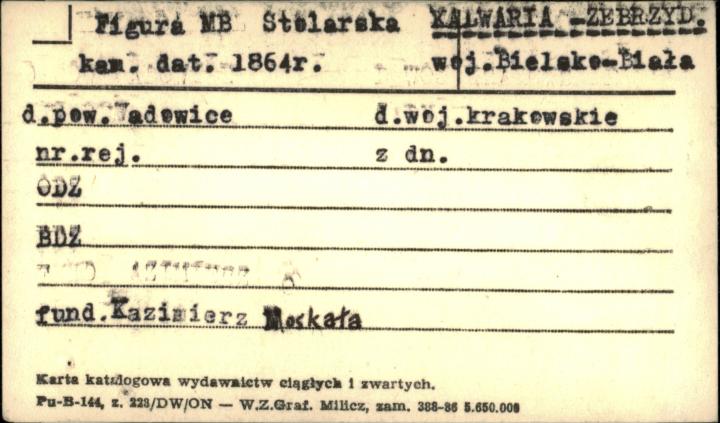 Figura MB Stolarska KALWARIA ZEBRZYD.
kam. dat. 1864r. woj.Bielsko-Biała
d.pow.Wadowice d.woj.krakowskie
nr.rej. z dn.
ODZ
BDZ
fund.Kazimierz Moskała
Karta katalogowa wydawnictw ciągłych i zwartych.
Pu-B-144, z. 223/DW/ON — W.Z.Graf. Milicz, zam. 388-86 5.650.000